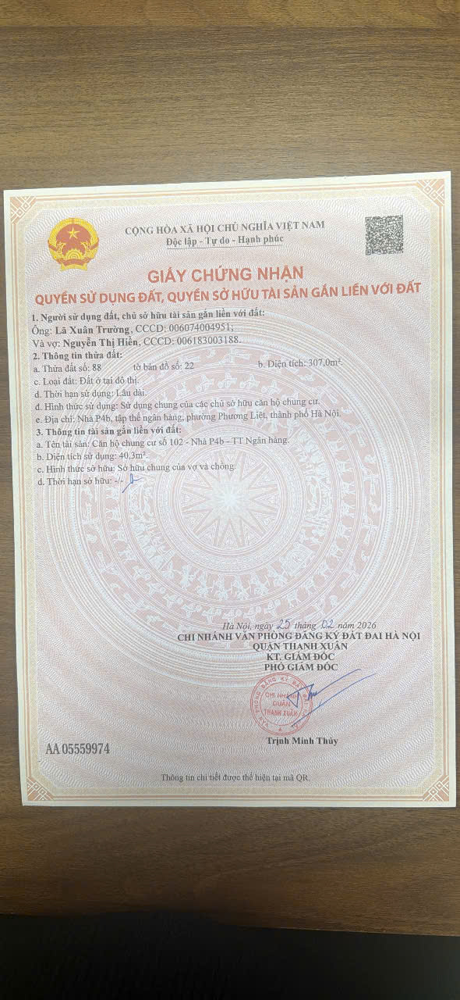 CỘNG HÒA XÃ HỘI CHỦ NGHĨA VIỆT NAM
Độc lập - Tự do - Hạnh phúc
GIẤY CHỨNG NHẬN
QUYỀN SỬ DỤNG ĐẤT, QUYỀN SỞ HỮU TÀI SẢN GẮN LIỀN VỚI ĐẤT
1. Người sử dụng đất, chủ sở hữu tài sản gắn liền với đất:
Ông: Lã Xuân Trường, CCCD: 006074004951;
Và vợ: Nguyễn Thị Hiền, CCCD: 006183003188.
2. Thông tin thửa đất:
a. Thửa đất số: 88 tờ bản đồ số: 22 b. Diện tích: 307,0m².
c. Loại đất: Đất ở tại đô thị.
d. Thời hạn sử dụng: Lâu dài.
đ. Hình thức sử dụng: Sử dụng chung của các chủ sở hữu căn hộ chung cư.
e. Địa chỉ: Nhà P4b, tập thể ngân hàng, phường Phương Liệt, thành phố Hà Nội.
3. Thông tin tài sản gắn liền với đất:
a. Tên tài sản: Căn hộ chung cư số 102 - Nhà P4b - TT Ngân hàng.
b. Diện tích sử dụng: 40,3m².
c. Hình thức sở hữu: Sở hữu chung của vợ và chồng.
d. Thời hạn sở hữu: -/-
Hà Nội, ngày 25 tháng 02 năm 2026
CHI NHÁNH VĂN PHÒNG ĐĂNG KÝ ĐẤT ĐAI HÀ NỘI
QUẬN THANH XUÂN
KT. GIÁM ĐỐC
PHÓ GIÁM ĐỐC
CHI NHÁNH
QUẬN
THANH XUÂN
Trịnh Minh Thủy
AA 05559974
Thông tin chi tiết được thể hiện tại mã QR.